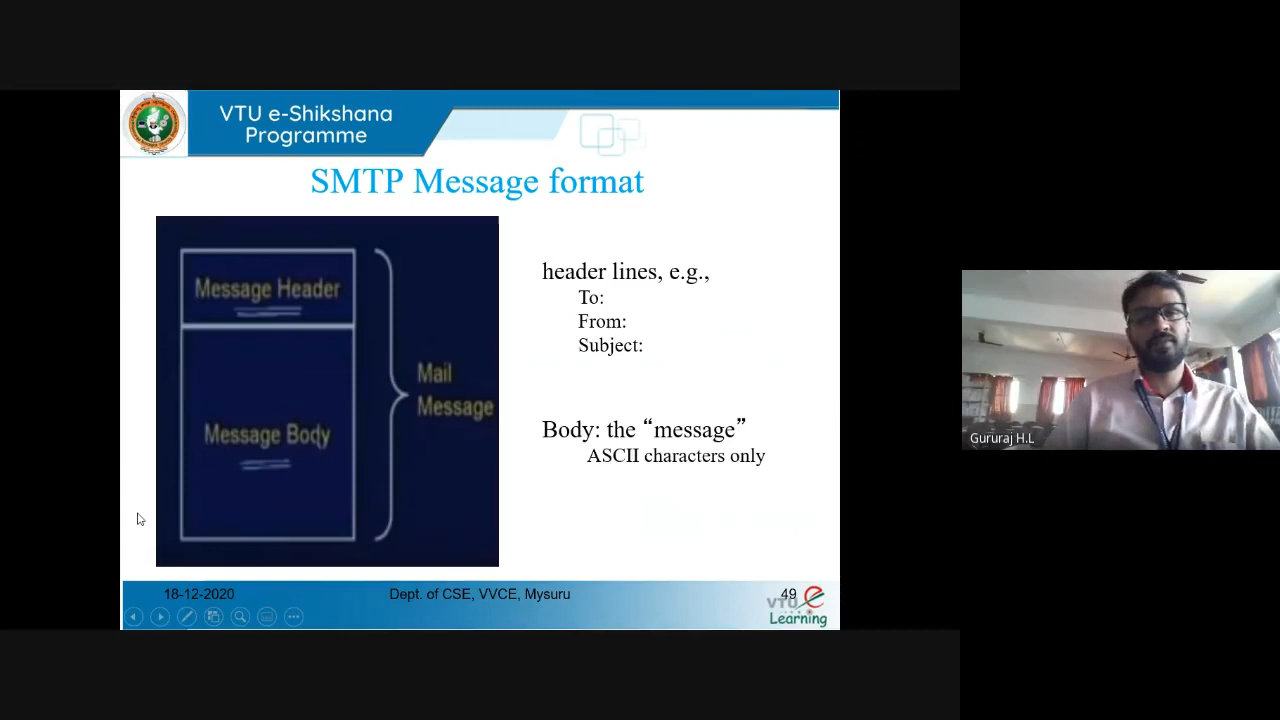 VTU e-Shikshana
Programme
SMTP Message format
Message Header
Message Body
Mail
Message
header lines, e.g.,
To:
From:
Subject:
Body: the “message”
ASCII characters only
Gururaj H.L
18-12-2020
Dept. of CSE, VVCE, Mysuru
49
VTU e
Learning